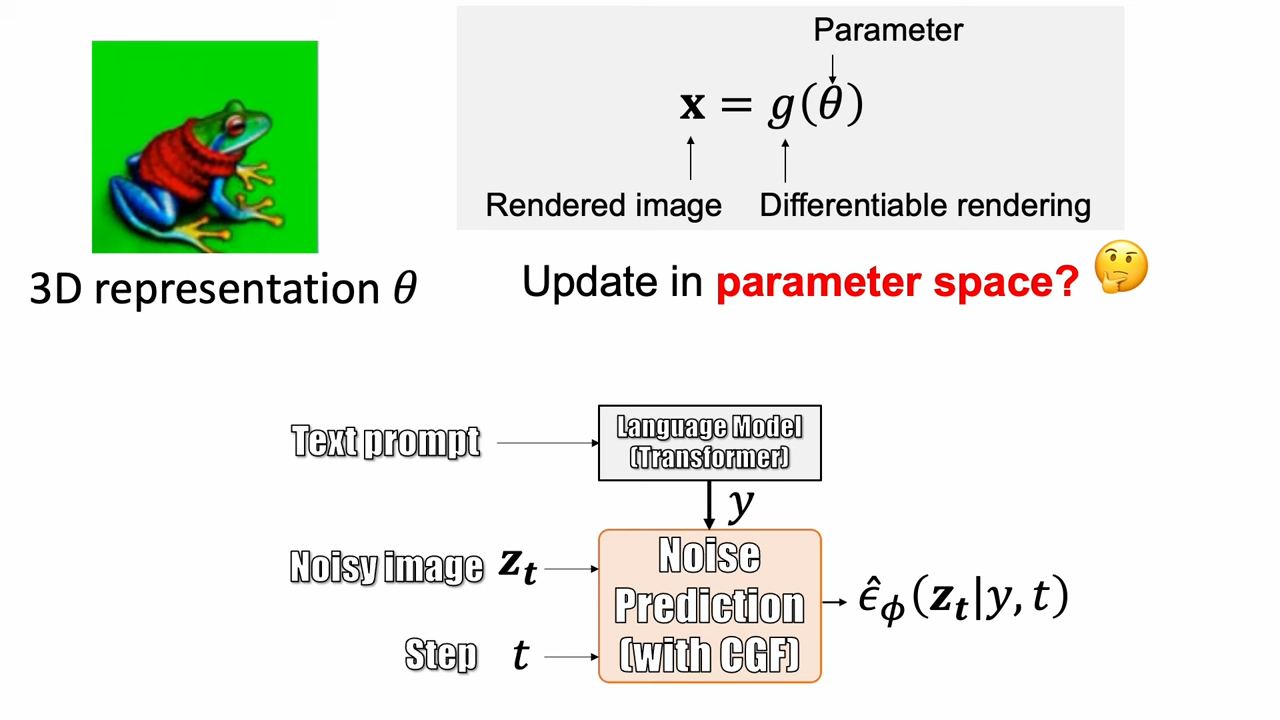 Parameter
x = g(θ)
Rendered image
Differentiable rendering
3D representation θ
Update in parameter space? 🤔
Text prompt
Language Model
(Transformer)
y
Noisy image z_t
Noise
Prediction
(with CGF)
Step t
ϵ̂_ϕ(z_t|y, t)